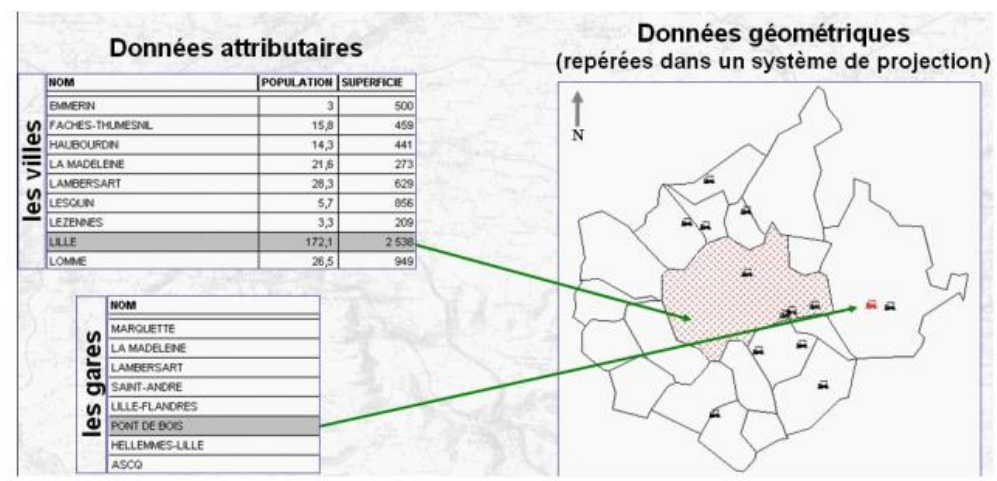 Données attributaires
les villes
NOM POPULATION SUPERFICIE
EMMERIN 3 500
FACHES-THUMESNIL 15,8 459
HAUBOURDIN 14,3 441
LA MADELEINE 21,6 273
LAMBERSART 28,3 629
LESQUIN 5,7 856
LEZENNES 3,3 209
LILLE 172,1 2 538
LOMME 26,5 949
les gares
NOM
MARQUETTE
LA MADELEINE
LAMBERSART
SAINT-ANDRE
LILLE-FLANDRES
PONT DE BOIS
HELLEMMES-LILLE
ASCQ
Données géométriques
(repérées dans un système de projection)
N